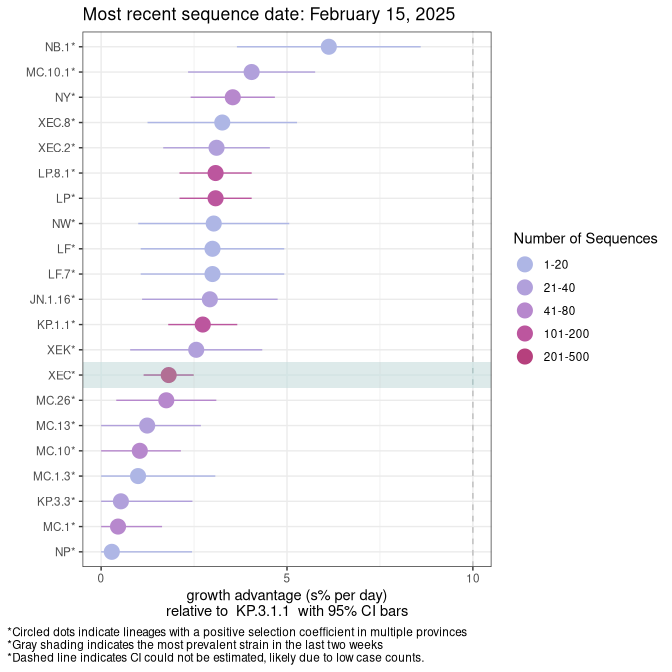 Most recent sequence date: February 15, 2025
NB.1*
MC.10.1*
NY*
XEC.8*
XEC.2*
LP.8.1*
LP*
NW*
LF*
LF.7*
JN.1.16*
KP.1.1*
XEK*
XEC*
MC.26*
MC.13*
MC.10*
MC.1.3*
KP.3.3*
MC.1*
NP*
0 5 10
growth advantage (s% per day)
relative to KP.3.1.1 with 95% CI bars
Number of Sequences
1-20
21-40
41-80
101-200
201-500
*Circled dots indicate lineages with a positive selection coefficient in multiple provinces
*Gray shading indicates the most prevalent strain in the last two weeks
*Dashed line indicates CI could not be estimated, likely due to low case counts.